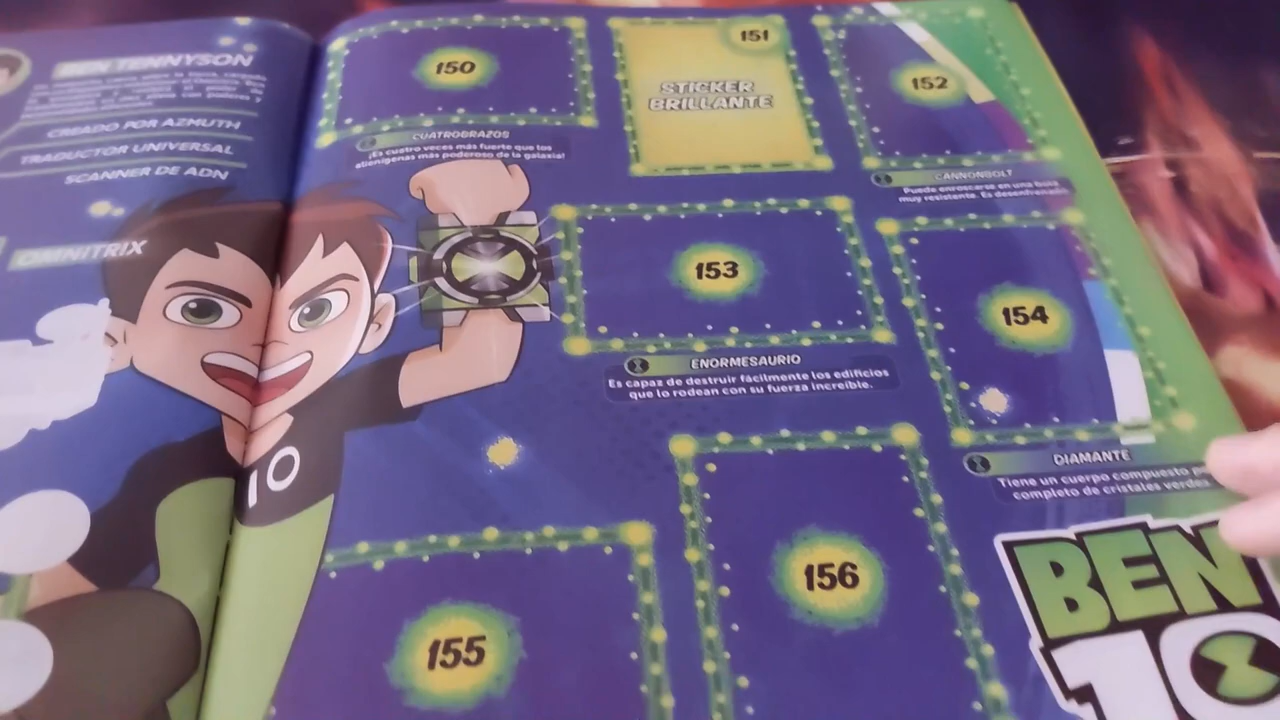 BEN TENNYSON
CREADO POR AZMUTH
TRADUCTOR UNIVERSAL
SCANNER DE ADN
OMNITRIX
10
150
CUATROBRAZOS
¡Es cuatro veces más fuerte que los
alienígenas más poderoso de la galaxia!
151
STICKER
BRILLANTE
152
CANNONBOLT
Puede enroscarse en una bola
muy resistente. Es desenfrenado
153
ENORMESAURIO
Es capaz de destruir fácilmente los edificios
que lo rodean con su fuerza increíble.
154
DIAMANTE
Tiene un cuerpo compuesto
completo de cristales verdes
155
156
BEN
10